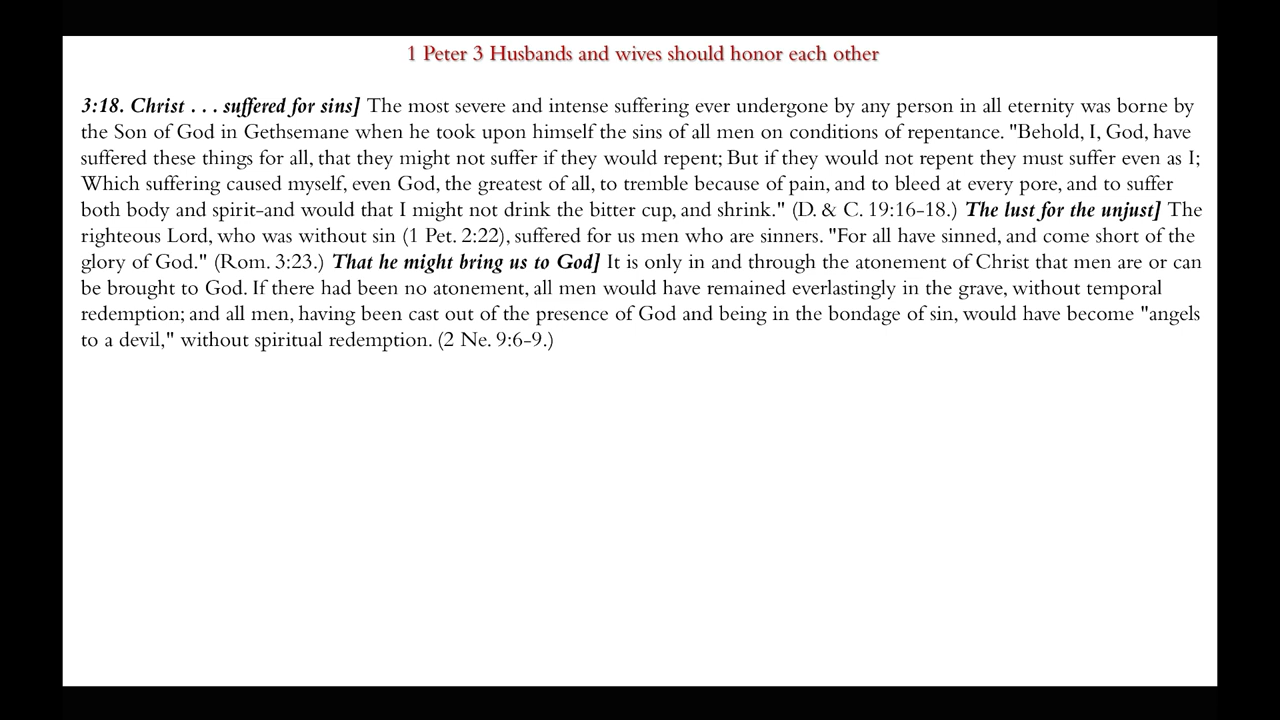 1 Peter 3 Husbands and wives should honor each other
3:18. Christ . . . suffered for sins] The most severe and intense suffering ever undergone by any person in all eternity was borne by
the Son of God in Gethsemane when he took upon himself the sins of all men on conditions of repentance. "Behold, I, God, have
suffered these things for all, that they might not suffer if they would repent; But if they would not repent they must suffer even as I;
Which suffering caused myself, even God, the greatest of all, to tremble because of pain, and to bleed at every pore, and to suffer
both body and spirit-and would that I might not drink the bitter cup, and shrink." (D. & C. 19:16-18.) The lust for the unjust] The
righteous Lord, who was without sin (1 Pet. 2:22), suffered for us men who are sinners. "For all have sinned, and come short of the
glory of God." (Rom. 3:23.) That he might bring us to God] It is only in and through the atonement of Christ that men are or can
be brought to God. If there had been no atonement, all men would have remained everlastingly in the grave, without temporal
redemption; and all men, having been cast out of the presence of God and being in the bondage of sin, would have become "angels
to a devil," without spiritual redemption. (2 Ne. 9:6-9.)